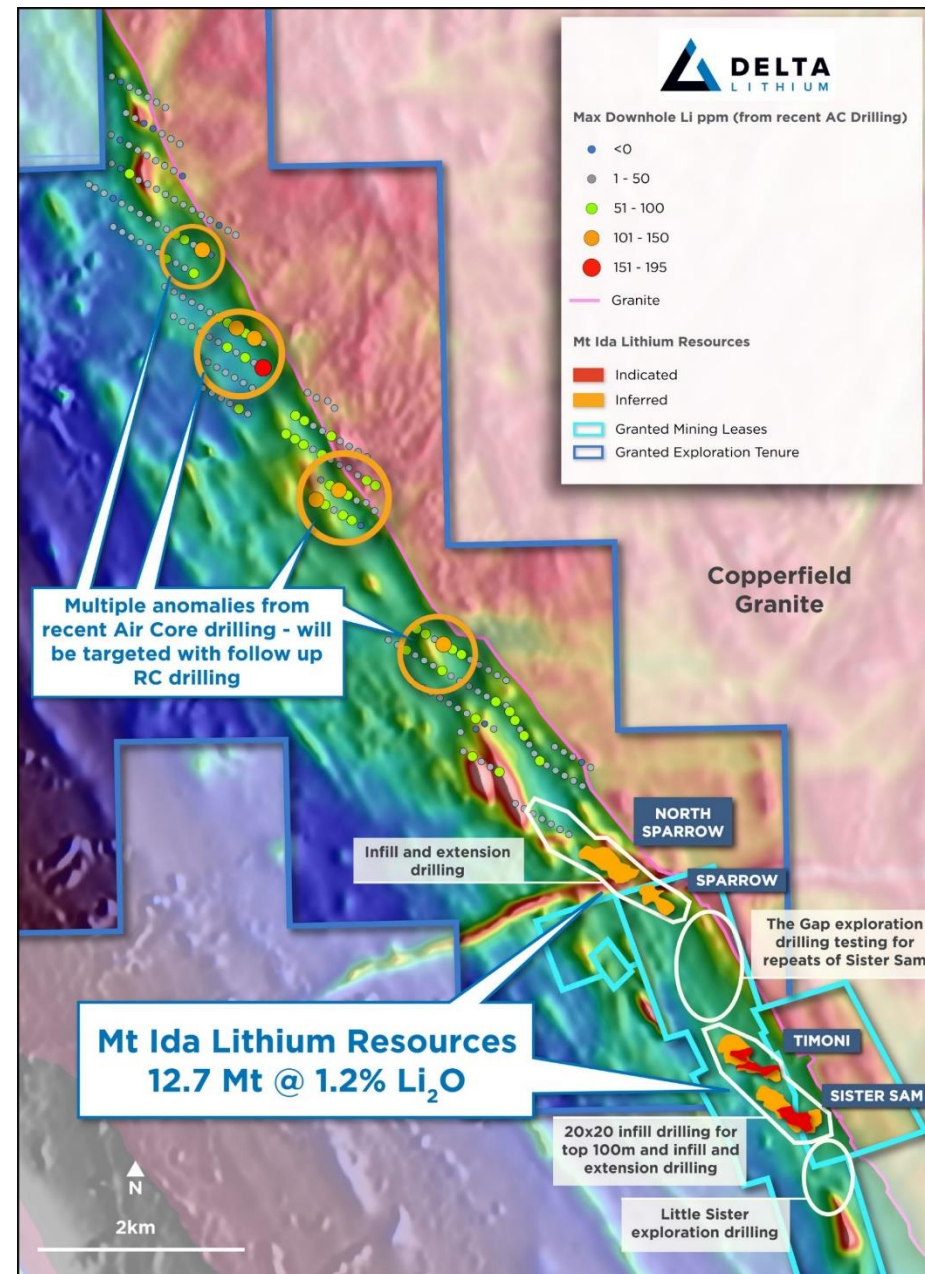 DELTA
LITHIUM
Max Downhole Li ppm (from recent AC Drilling)
<0
1 - 50
51 - 100
101 - 150
151 - 195
Granite
Mt Ida Lithium Resources
Indicated
Inferred
Granted Mining Leases
Granted Exploration Tenure
Copperfield
Granite
Multiple anomalies from
recent Air Core drilling - will
be targeted with follow up
RC drilling
NORTH
SPARROW
Infill and extension
drilling
SPARROW
The Gap exploration
drilling testing for
repeats of Sister Sam
Mt Ida Lithium Resources
12.7 Mt @ 1.2% Li₂O
TIMONI
SISTER SAM
20x20 infill drilling for
top 100m and infill and
extension drilling
Little Sister
exploration drilling
N
2km